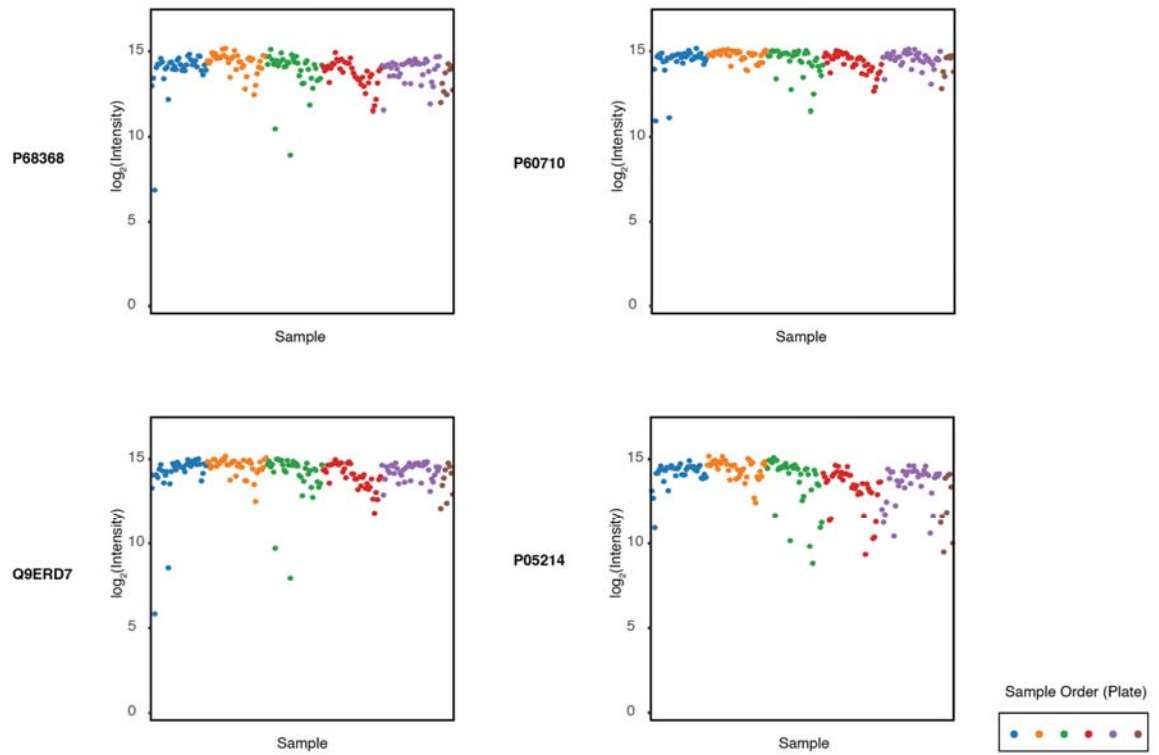 P68368
log₂(Intensity)
15
10
5
0
Sample
P60710
log₂(Intensity)
15
10
5
0
Sample
Q9ERD7
log₂(Intensity)
15
10
5
0
Sample
P05214
log₂(Intensity)
15
10
5
0
Sample
Sample Order (Plate)